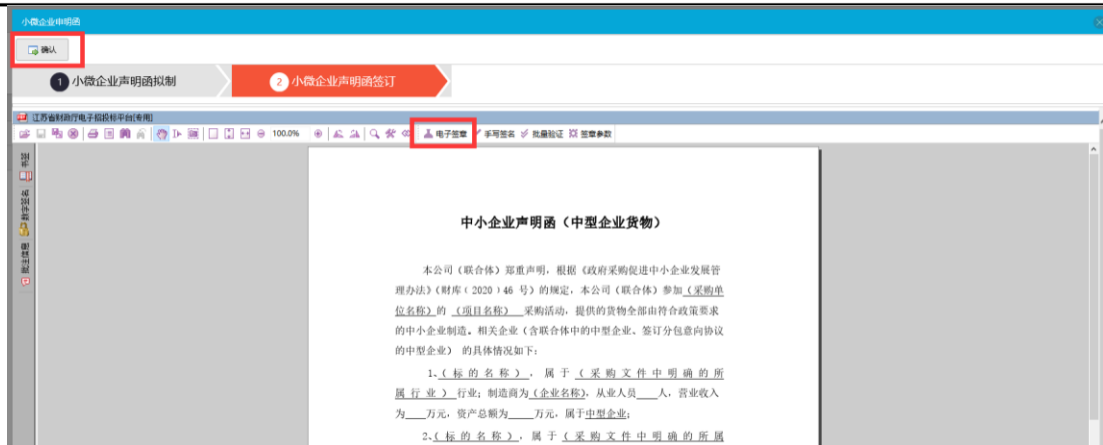 小微企业申明函
确认
1 小微企业声明函拟制
2 小微企业声明函签订
江苏省财政厅电子招投标平台[专用]
100.0% 电子签章 手写签名 批量验证 签章参数
书签
数字签名
中小企业声明函（中型企业货物）
本公司（联合体）郑重声明，根据《政府采购促进中小企业发展管
理办法》（财库﹙2020﹚46 号）的规定，本公司（联合体）参加（采购单
位名称）的 （项目名称） 采购活动，提供的货物全部由符合政策要求
的中小企业制造。相关企业（含联合体中的中型企业、签订分包意向协议
的中型企业） 的具体情况如下：
1、（标的名称），属于（采购文件中明确的所
属行业）行业；制造商为（企业名称），从业人员____人，营业收入
为____万元，资产总额为_____万元，属于中型企业；
2、（标的名称），属于（采购文件中明确的所属